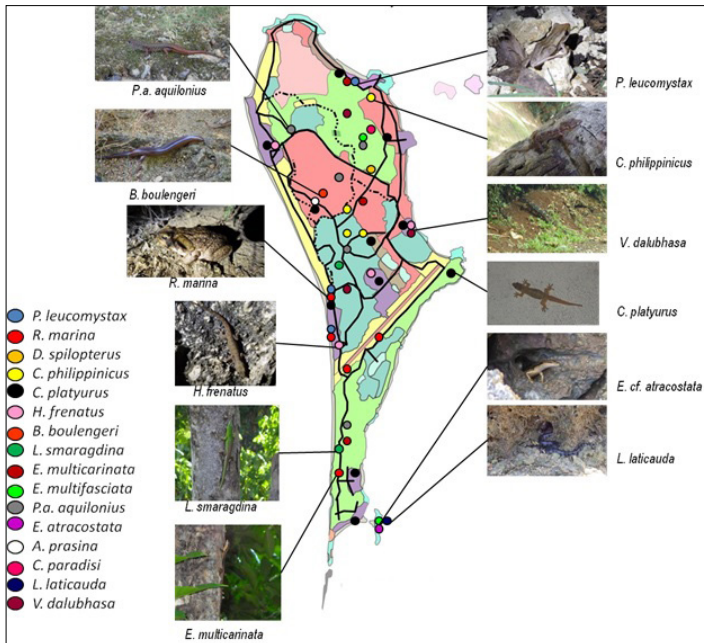 P.a. aquilonius
B. boulengeri
R. marina
H. frenatus
L. smaragdina
E. multicarinata
P. leucomystax
C. philippinicus
V. dalubhasa
C. platyurus
E. cf. atracostata
L. laticauda
P. leucomystax
R. marina
D. spilopterus
C. philippinicus
C. platyurus
H. frenatus
B. boulengeri
L. smaragdina
E. multicarinata
E. multifasciata
P.a. aquilonius
E. atracostata
A. prasina
C. paradisi
L. laticauda
V. dalubhasa